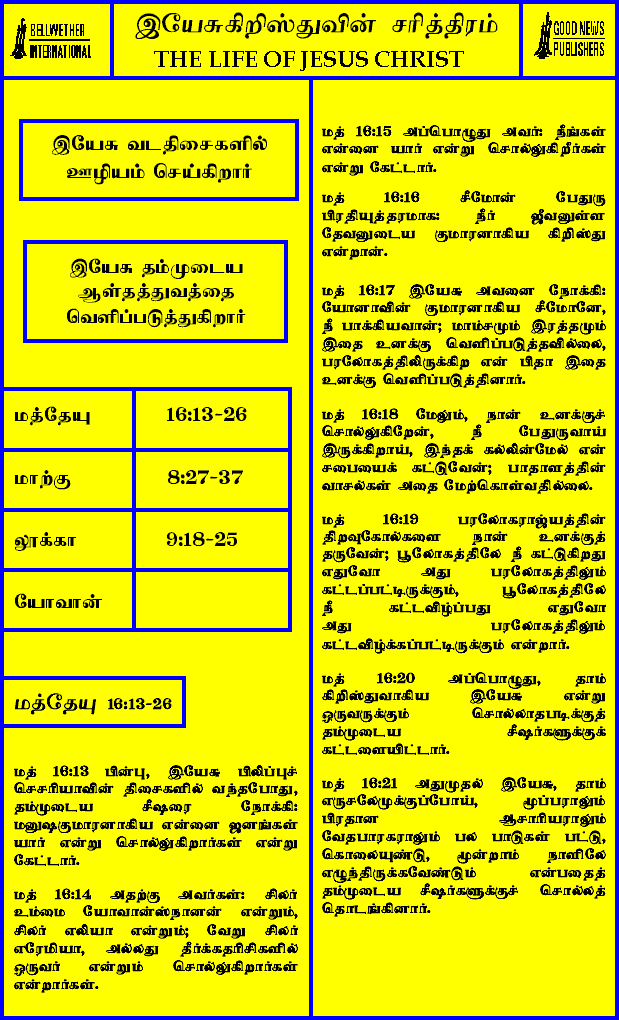 BELLWETHER
INTERNATIONAL
இயேசுகிறிஸ்துவின் சரித்திரம்
THE LIFE OF JESUS CHRIST
GOOD NEWS
PUBLISHERS
இயேசு வடதிசைகளில்
ஊழியம் செய்கிறார்
இயேசு தம்முடைய
ஆள்தத்துவத்தை
வெளிப்படுத்துகிறார்
மத்தேயு 16:13-26
மாற்கு 8:27-37
லூக்கா 9:18-25
யோவான்
மத்தேயு 16:13-26
மத் 16:13 பின்பு, இயேசு பிலிப்புச்
செசரியாவின் திசைகளில் வந்தபோது,
தம்முடைய சீஷரை நோக்கி:
மனுஷகுமாரனாகிய என்னை ஜனங்கள்
யார் என்று சொல்லுகிறார்கள் என்று
கேட்டார்.
மத் 16:14 அதற்கு அவர்கள்: சிலர்
உம்மை யோவான்ஸ்நானன் என்றும்,
சிலர் எலியா என்றும்; வேறு சிலர்
எரேமியா, அல்லது தீர்க்கதரிசிகளில்
ஒருவர் என்றும் சொல்லுகிறார்கள்
என்றார்கள்.
மத் 16:15 அப்பொழுது அவர்: நீங்கள்
என்னை யார் என்று சொல்லுகிறீர்கள்
என்று கேட்டார்.
மத் 16:16 சீமோன் பேதுரு
பிரதியுத்தரமாக: நீர் ஜீவனுள்ள
தேவனுடைய குமாரனாகிய கிறிஸ்து
என்றான்.
மத் 16:17 இயேசு அவனை நோக்கி:
யோனாவின் குமாரனாகிய சீமோனே,
நீ பாக்கியவான்; மாம்சமும் இரத்தமும்
இதை உனக்கு வெளிப்படுத்தவில்லை,
பரலோகத்திலிருக்கிற என் பிதா இதை
உனக்கு வெளிப்படுத்தினார்.
மத் 16:18 மேலும், நான் உனக்குச்
சொல்லுகிறேன், நீ பேதுருவாய்
இருக்கிறாய், இந்தக் கல்லின்மேல் என்
சபையைக் கட்டுவேன்; பாதாளத்தின்
வாசல்கள் அதை மேற்கொள்வதில்லை.
மத் 16:19 பரலோகராஜ்யத்தின்
திறவுகோல்களை நான் உனக்குத்
தருவேன்; பூலோகத்திலே நீ கட்டுகிறது
எதுவோ அது பரலோகத்திலும்
கட்டப்பட்டிருக்கும், பூலோகத்திலே
நீ கட்டவிழ்ப்பது எதுவோ
அது பரலோகத்திலும்
கட்டவிழ்க்கப்பட்டிருக்கும் என்றார்.
மத் 16:20 அப்பொழுது, தாம்
கிறிஸ்துவாகிய இயேசு என்று
ஒருவருக்கும் சொல்லாதபடிக்குத்
தம்முடைய சீஷர்களுக்குக்
கட்டளையிட்டார்.
மத் 16:21 அதுமுதல் இயேசு, தாம்
எருசலேமுக்குப்போய், மூப்பராலும்
பிரதான ஆசாரியராலும்
வேதபாரகராலும் பல பாடுகள் பட்டு,
கொலையுண்டு, மூன்றாம் நாளிலே
எழுந்திருக்கவேண்டும் என்பதைத்
தம்முடைய சீஷர்களுக்குச் சொல்லத்
தொடங்கினார்.